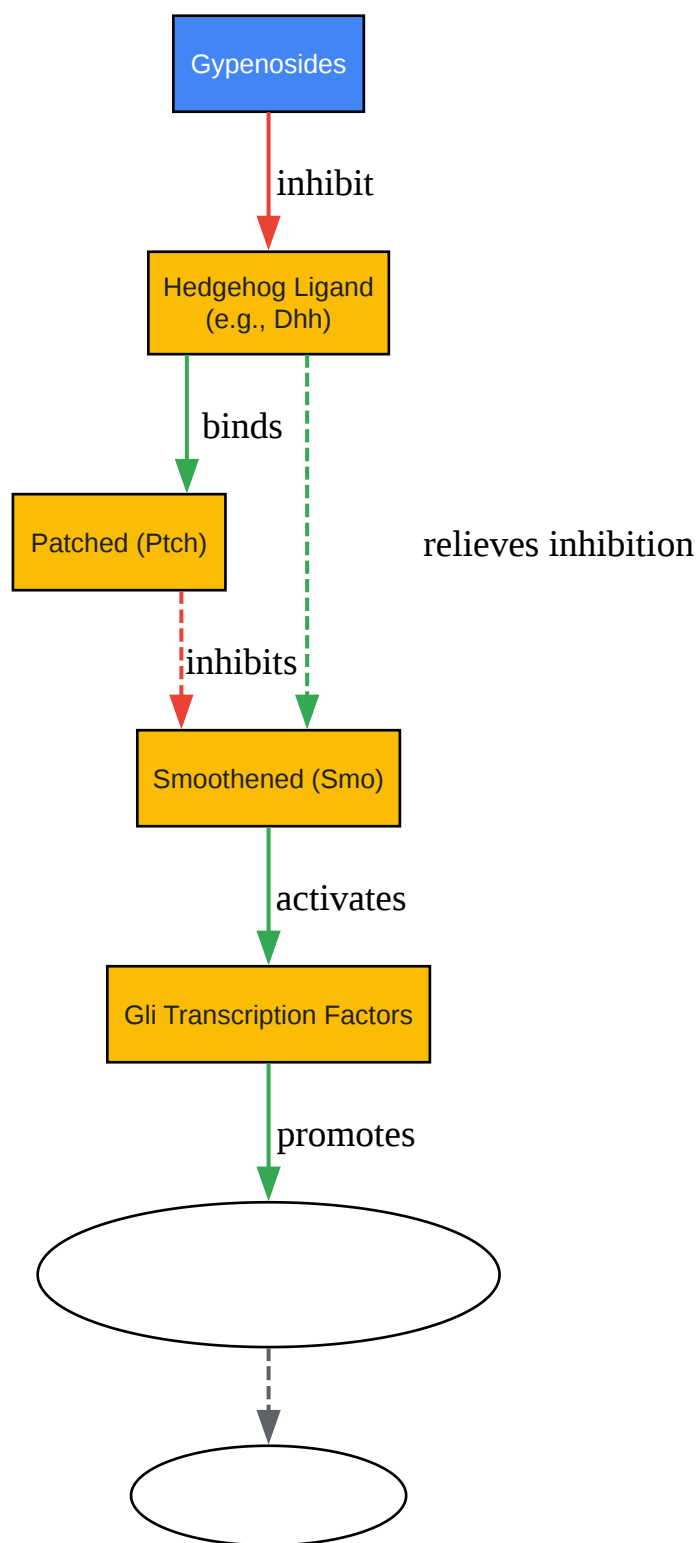 Gypenosides
inhibit
Hedgehog Ligand
(e.g., Dhh)
binds
Patched (Ptch)
relieves inhibition
inhibits
Smoothened (Smo)
activates
Gli Transcription Factors
promotes